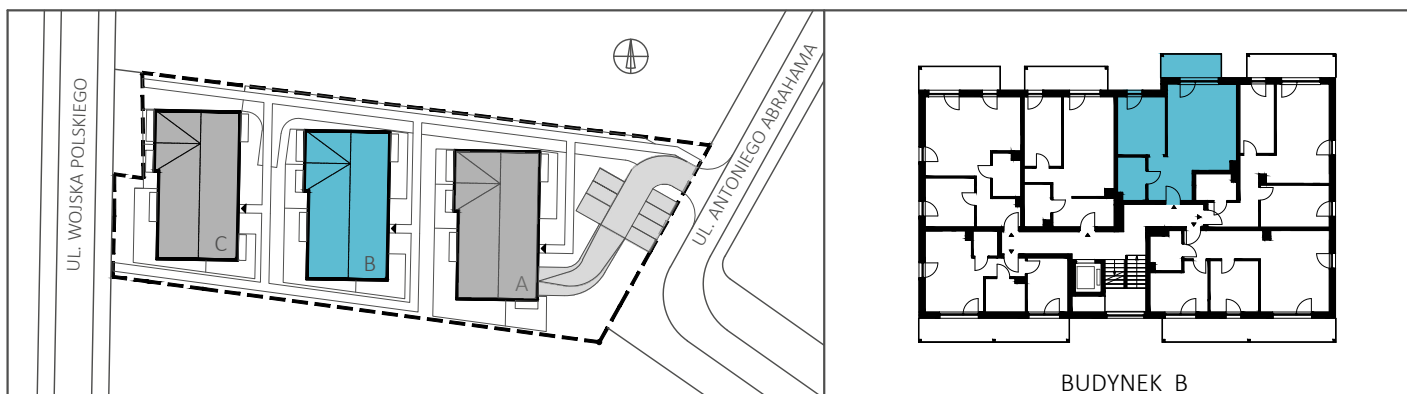 UL. WOJSKA POLSKIEGO
C
B
A
UL. ANTONIEGO ABRAHAMA
BUDYNEK B